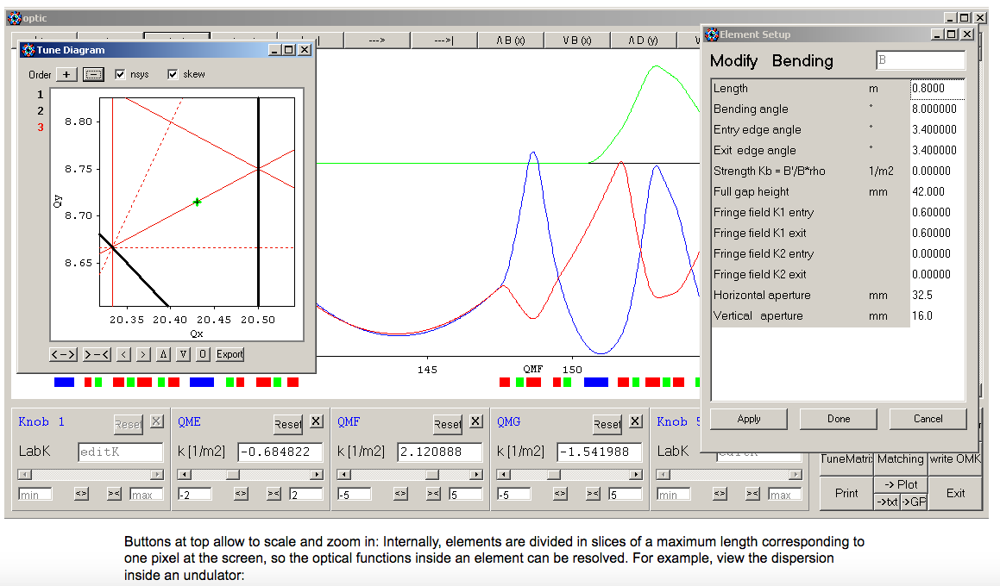 optic
---> --->| Λ B (x) V B (x) Λ D (y)
Tune Diagram
Order + - nsys skew
1
2
3
8.80
8.75
8.70
8.65
Qy
20.35 20.40 20.45 20.50
Qx
<-> >-< < > Δ ∇ O Export
145 QMF 150
Element Setup
Modify Bending B
Length m 0.8000
Bending angle ° 8.000000
Entry edge angle ° 3.400000
Exit edge angle ° 3.400000
Strength Kb = B'/B*rho 1/m2 0.00000
Full gap height mm 42.000
Fringe field K1 entry 0.60000
Fringe field K1 exit 0.60000
Fringe field K2 entry 0.00000
Fringe field K2 exit 0.00000
Horizontal aperture mm 32.5
Vertical aperture mm 16.0
Apply Done Cancel
Knob 1 Reset X QME Reset X QMF Reset X QMG Reset X Knob 5
LabK editK k [1/m2] -0.684822 k [1/m2] 2.120888 k [1/m2] -1.541988 LabK editK
min <> >< max -2 <> >< 2 -5 <> >< 5 -5 <> >< 5 min <> >< max
TuneMatri Matching write OMK
Print -> Plot Exit
->txt ->GP
Buttons at top allow to scale and zoom in: Internally, elements are divided in slices of a maximum length corresponding to
one pixel at the screen, so the optical functions inside an element can be resolved. For example, view the dispersion
inside an undulator: